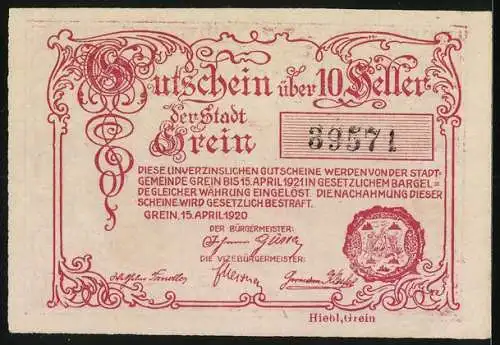 Gutschein über 10 Heller
der Stadt
Grein
39571
DIESE UNVERZINSLICHEN GUTSCHEINE WERDEN VON DER STADT-
GEMEINDE GREIN BIS 15. APRIL 1921 IN GESETZLICHEM BARGEL=
DE GLEICHER WÄHRUNG EINGELÖST. DIE NACHAHMUNG DIESER
SCHEINE WIRD GESETZLICH BESTRAFT.
GREIN, 15. APRIL 1920
DER BÜRGERMEISTER:
DIE VIZEBÜRGERMEISTER:
Hiebl, Grein